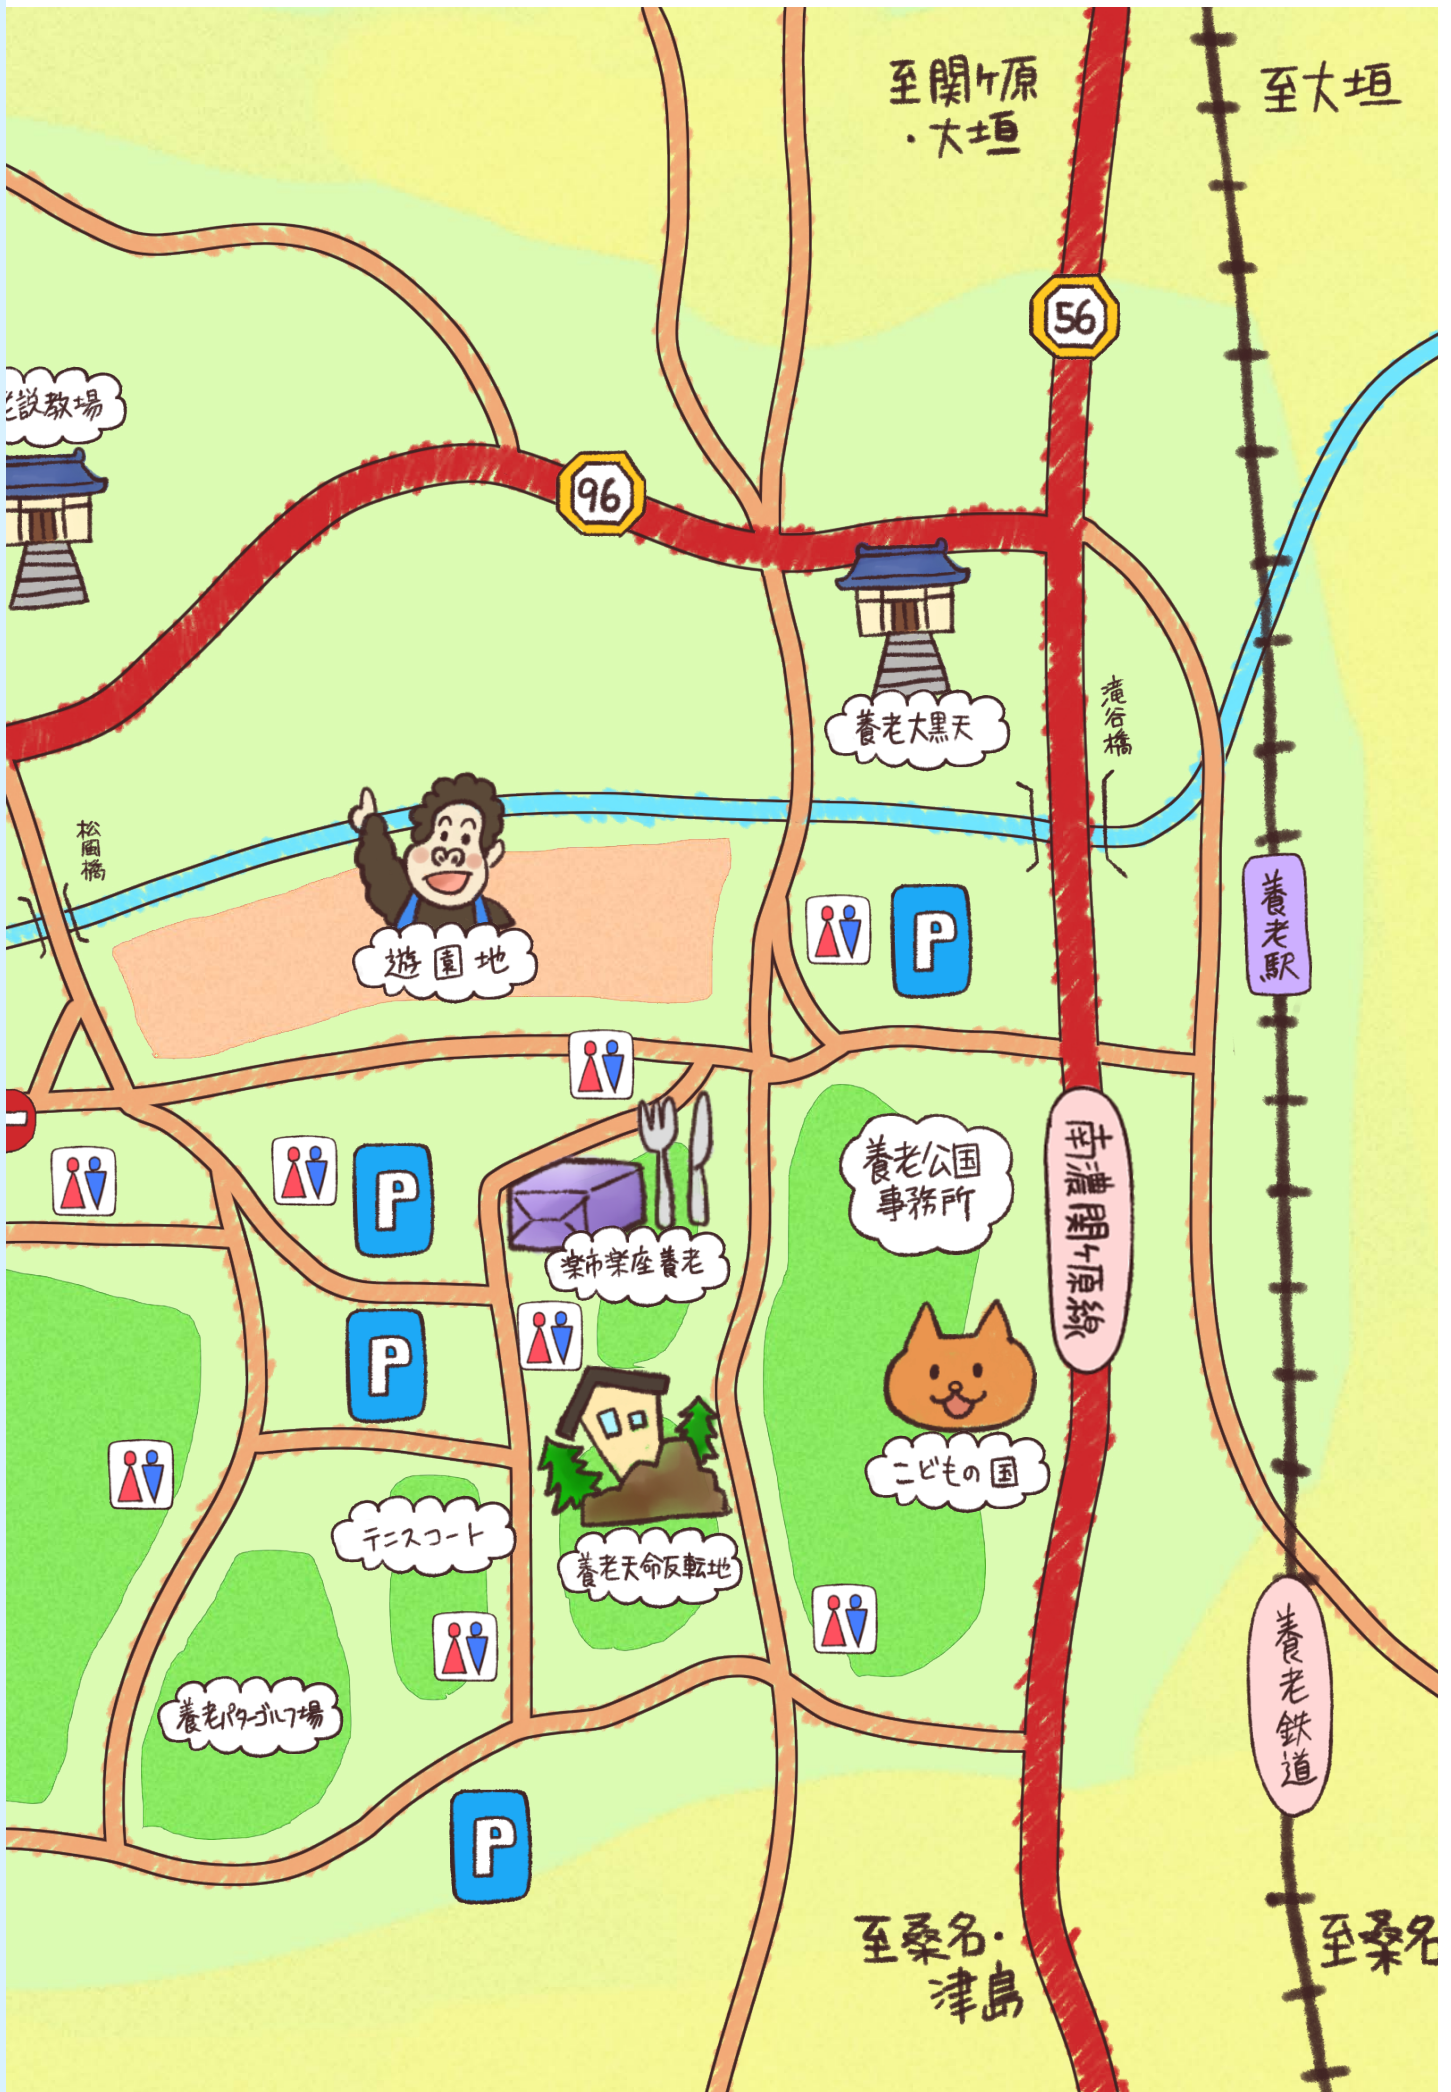 至関ヶ原
・大垣
至大垣
56
老説教場
96
養老大黒天
滝谷橋
松風橋
遊園地
P
養老駅
養老公園
事務所
南濃関ヶ原線
P
楽市楽座養老
P
こどもの国
テニスコート
養老天命反転地
養老パターゴルフ場
養老鉄道
P
至桑名・
津島
至桑名